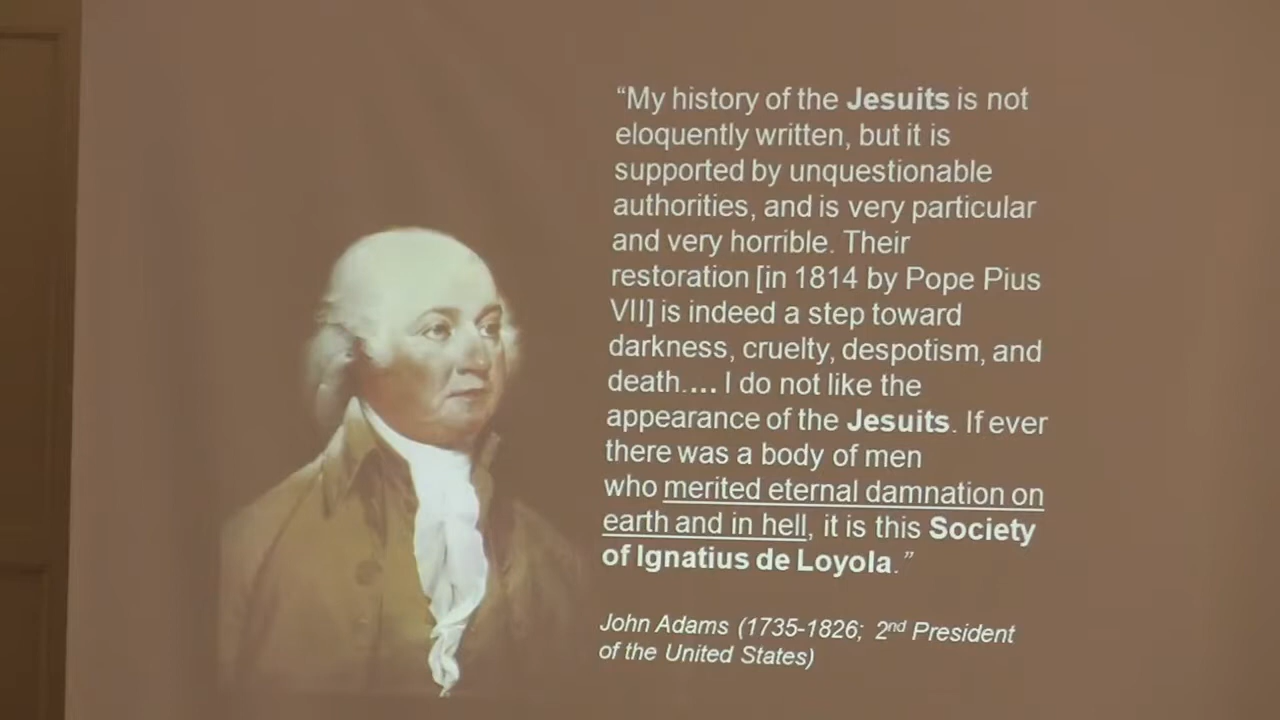 “My history of the Jesuits is not
eloquently written, but it is
supported by unquestionable
authorities, and is very particular
and very horrible. Their
restoration [in 1814 by Pope Pius
VII] is indeed a step toward
darkness, cruelty, despotism, and
death.... I do not like the
appearance of the Jesuits. If ever
there was a body of men
who merited eternal damnation on
earth and in hell, it is this Society
of Ignatius de Loyola.”
John Adams (1735-1826; 2nd President
of the United States)